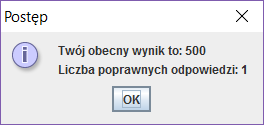 Postęp
Twój obecny wynik to: 500
Liczba poprawnych odpowiedzi: 1
OK